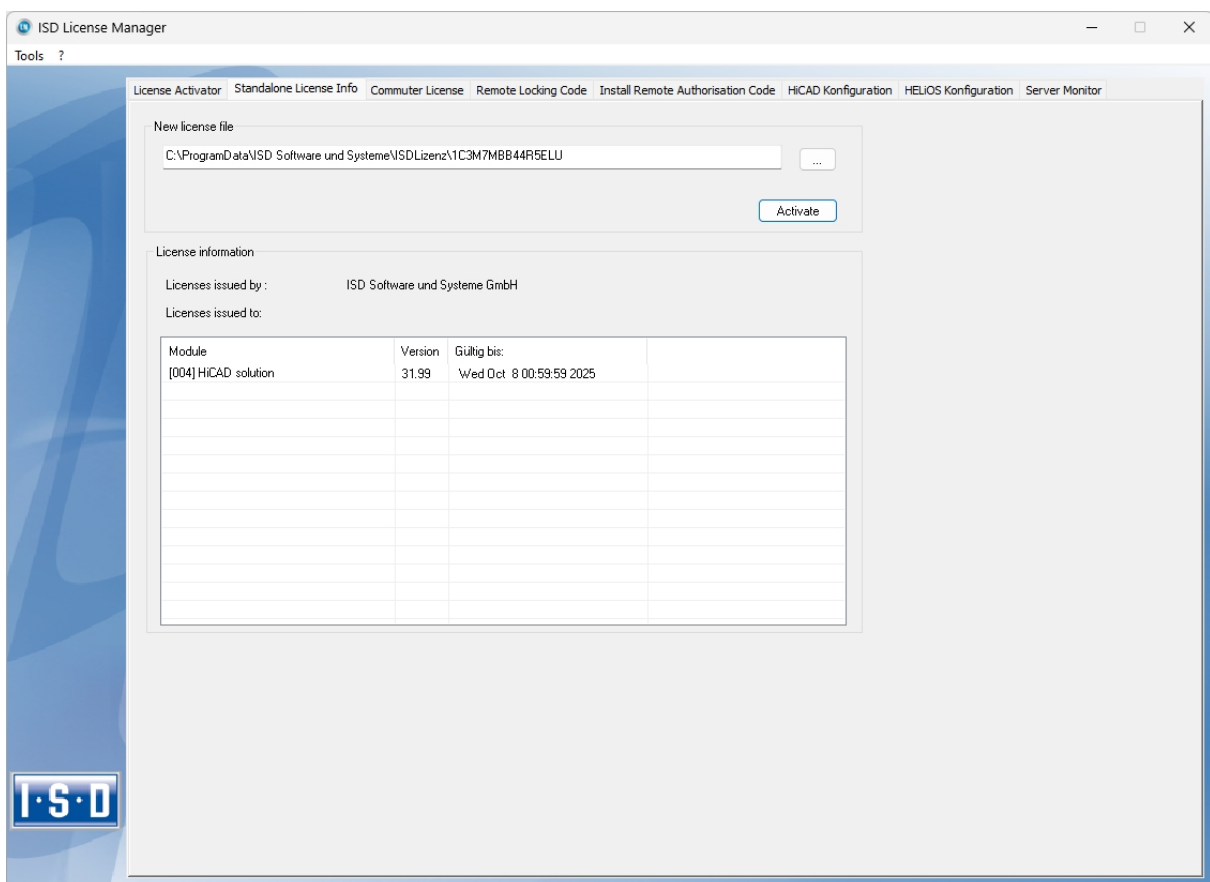 ISD License Manager
Tools ?
License Activator Standalone License Info Commuter License Remote Locking Code Install Remote Authorisation Code HiCAD Konfiguration HELiOS Konfiguration Server Monitor
New license file
C:\ProgramData\ISD Software und Systeme\ISDLizenz\1C3M7MBB44R5ELU
...
Activate
License information
Licenses issued by : ISD Software und Systeme GmbH
Licenses issued to:
Module Version Gültig bis:
[004] HiCAD solution 31.99 Wed Oct 8 00:59:59 2025
I·S·D